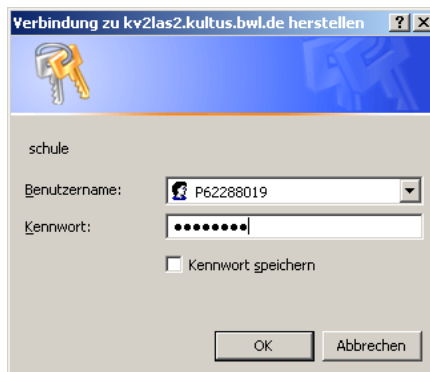 Verbindung zu kv2las2.kultus.bwl.de herstellen
schule
Benutzername: P62288019
Kennwort: ••••••••
Kennwort speichern
OK Abbrechen